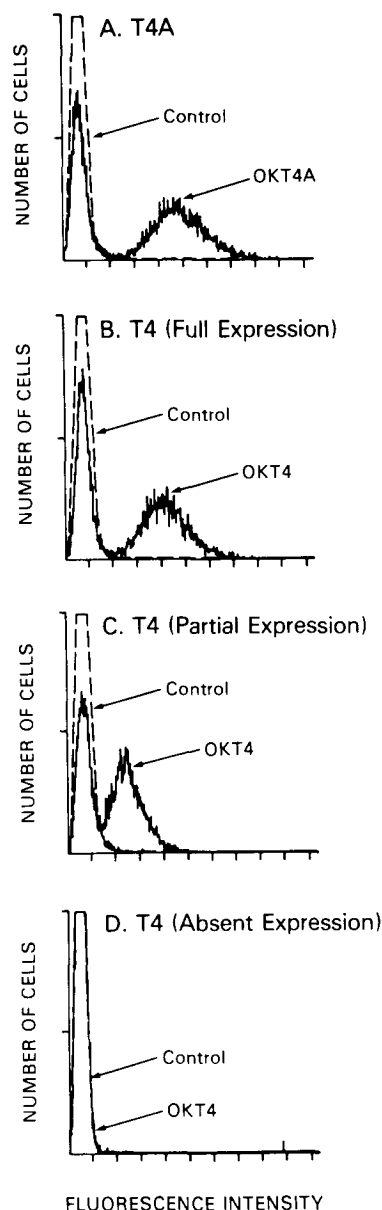 A. T4A
NUMBER OF CELLS
Control
OKT4A
B. T4 (Full Expression)
NUMBER OF CELLS
Control
OKT4
C. T4 (Partial Expression)
NUMBER OF CELLS
Control
OKT4
D. T4 (Absent Expression)
NUMBER OF CELLS
Control
OKT4
FLUORESCENCE INTENSITY